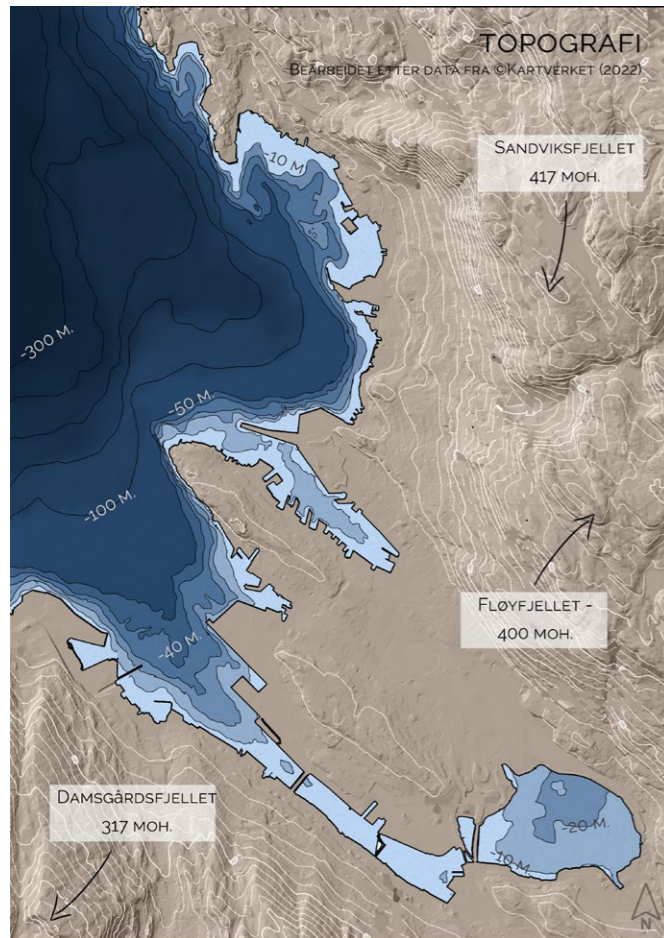 TOPOGRAFI
BEARBEIDET ETTER DATA FRA ©KARTVERKET (2022)
SANDVIKSFJELLET
417 MOH.
-10 M
-300 M.
-50 M.
-100 M.
FLØYFJELLET -
400 MOH.
-40 M.
DAMSGÅRDSFJELLET
317 MOH.
-20 M.
-10 M.
N